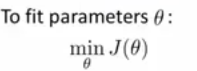 To fit parameters θ :
min J(θ)
θ